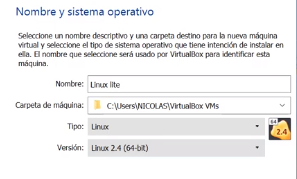 Nombre y sistema operativo
Seleccione un nombre descriptivo y una carpeta destino para la nueva máquina
virtual y seleccione el tipo de sistema operativo que tiene intención de instalar en
ella. El nombre que seleccione será usado por VirtualBox para identificar esta
máquina.
Nombre: Linux lite
Carpeta de máquina: C:\Users\NICOLAS\VirtualBox VMs
Tipo: Linux
64
2.4
Versión: Linux 2.4 (64-bit)